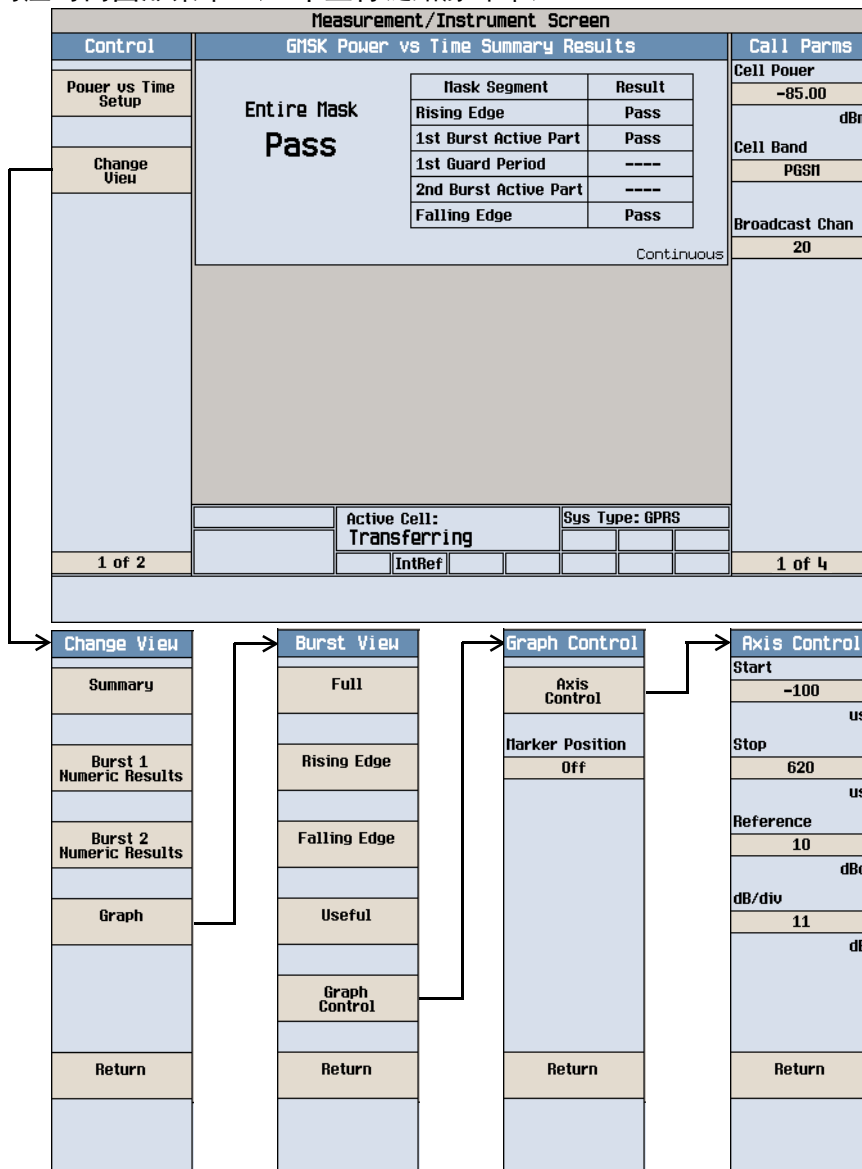 Measurement/Instrument Screen
Control
GMSK Power vs Time Summary Results
Call Parms
Power vs Time
Setup
Change
View
1 of 2
Entire Mask
Pass
Mask Segment Result
Rising Edge Pass
1st Burst Active Part Pass
1st Guard Period ----
2nd Burst Active Part ----
Falling Edge Pass
Continuous
Cell Power
-85.00
Cell Band
PGSM
Broadcast Chan
20
1 of 4
Active Cell:
Transferring
Sys Type: GPRS
IntRef
Change View
Summary
Burst 1
Numeric Results
Burst 2
Numeric Results
Graph
Return
Burst View
Full
Rising Edge
Falling Edge
Useful
Graph
Control
Return
Graph Control
Axis
Control
Marker Position
Off
Return
Axis Control
Start
-100
us
Stop
620
us
Reference
10
dB/div
11
Return